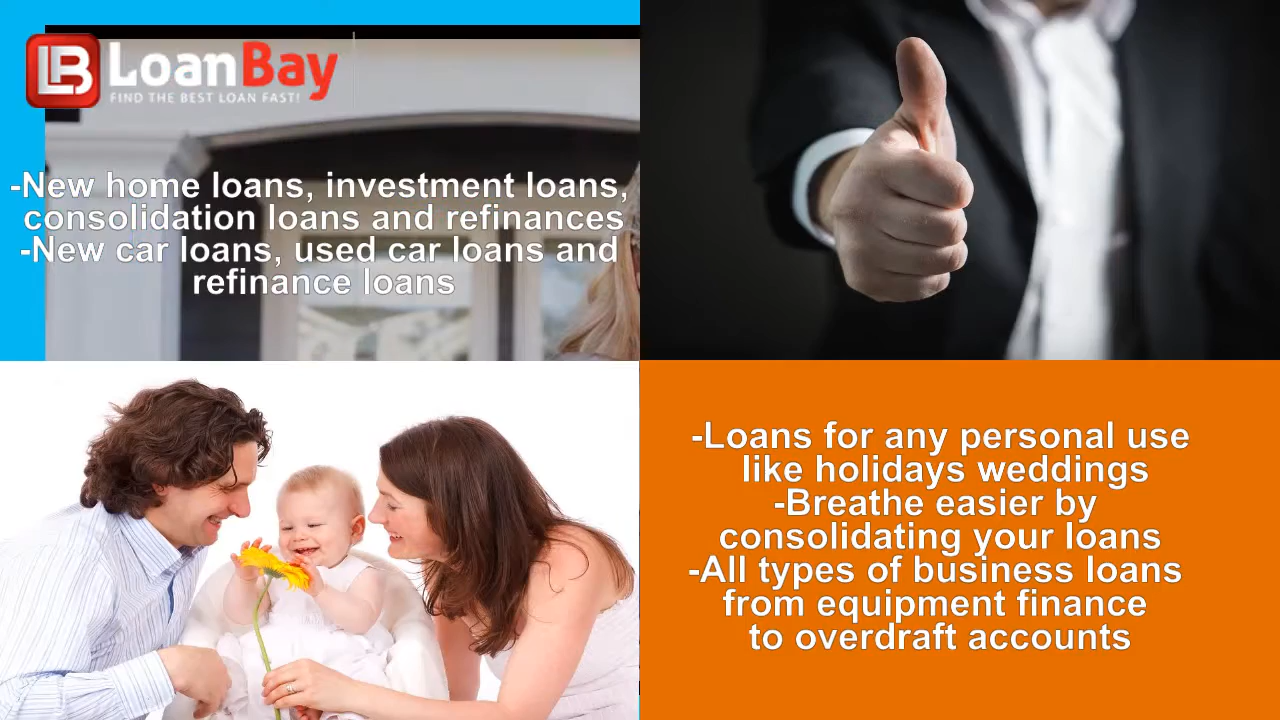 LB LoanBay
FIND THE BEST LOAN FAST!
-New home loans, investment loans,
consolidation loans and refinances
-New car loans, used car loans and
refinance loans
-Loans for any personal use
like holidays weddings
-Breathe easier by
consolidating your loans
-All types of business loans
from equipment finance
to overdraft accounts